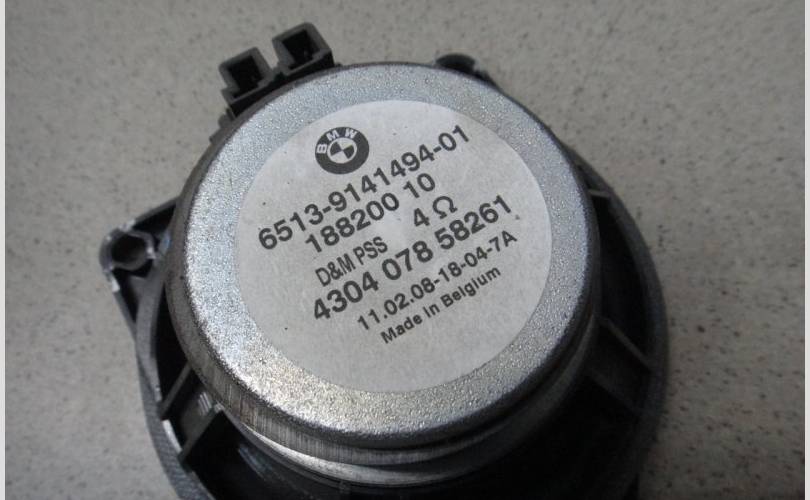 BMW
6513-9141494-01
188200 10
D&M PSS 4 Ω
4304 078 58261
11.02.08-18-04-7A
Made in Belgium